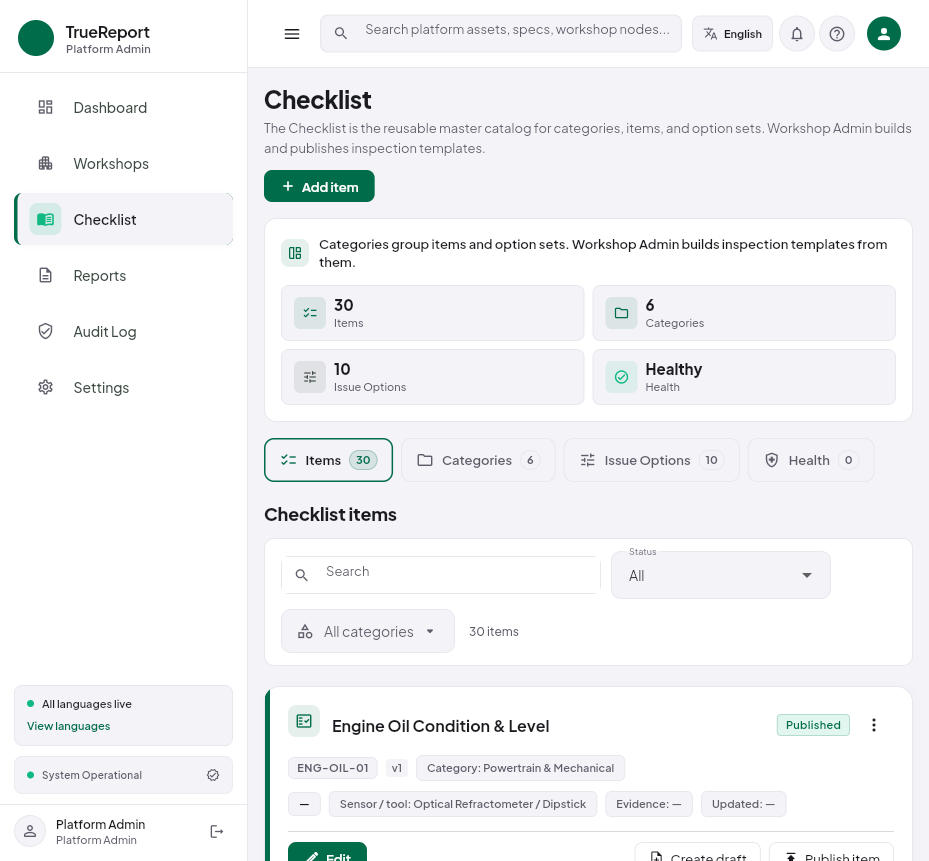 TrueReport
Platform Admin
Dashboard
Workshops
Checklist
Reports
Audit Log
Settings
All languages live
View languages
System Operational
Platform Admin
Platform Admin
Search platform assets, specs, workshop nodes...
English
Checklist
The Checklist is the reusable master catalog for categories, items, and option sets. Workshop Admin builds
and publishes inspection templates.
Add item
Categories group items and option sets. Workshop Admin builds inspection templates from
them.
30
Items
6
Categories
10
Issue Options
Healthy
Health
Items 30
Categories 6
Issue Options 10
Health 0
Checklist items
Search
Status
All
All categories
30 items
Engine Oil Condition & Level
Published
ENG-OIL-01
v1
Category: Powertrain & Mechanical
—
Sensor / tool: Optical Refractometer / Dipstick
Evidence: —
Updated: —
Edit
Create draft
Publish item